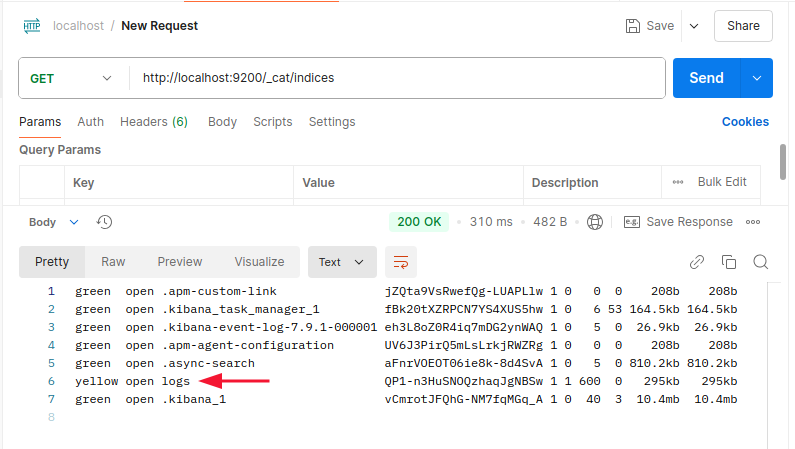 HTTP localhost / New Request Save Share
GET http://localhost:9200/_cat/indices Send
Params Auth Headers (6) Body Scripts Settings Cookies
Query Params
Key Value Description Bulk Edit
Body 200 OK 310 ms 482 B e.g. Save Response
Pretty Raw Preview Visualize Text
1 green open .apm-custom-link jZQta9VsRwefQg-LUAPLlw 1 0 0 0 208b 208b
2 green open .kibana_task_manager_1 fBk20tXZRPCN7YS4XUS5hw 1 0 6 53 164.5kb 164.5kb
3 green open .kibana-event-log-7.9.1-000001 eh3L8oZ0R4iq7mDG2ynWAQ 1 0 5 0 26.9kb 26.9kb
4 green open .apm-agent-configuration UV6J3PirQ5mLsLrkjRWZRg 1 0 0 0 208b 208b
5 green open .async-search aFnrVOEOT06ie8k-8d4SvA 1 0 5 0 810.2kb 810.2kb
6 yellow open logs QP1-n3HuSNOQzhaqJgNBSw 1 1 600 0 295kb 295kb
7 green open .kibana_1 vCmrotJFQhG-NM7fqMGq_A 1 0 40 3 10.4mb 10.4mb
8